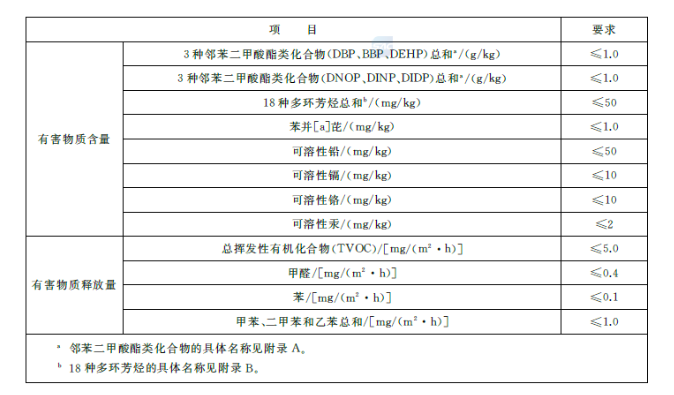 项 目 要求
有害物质含量
3种邻苯二甲酸酯类化合物(DBP、BBP、DEHP)总和ᵃ/(g/kg) ≤1.0
3种邻苯二甲酸酯类化合物(DNOP、DINP、DIDP)总和ᵃ/(g/kg) ≤1.0
18种多环芳烃总和ᵇ/(mg/kg) ≤50
苯并[a]芘/(mg/kg) ≤1.0
可溶性铅/(mg/kg) ≤50
可溶性镉/(mg/kg) ≤10
可溶性铬/(mg/kg) ≤10
可溶性汞/(mg/kg) ≤2
有害物质释放量
总挥发性有机化合物(TVOC)/[mg/(m²·h)] ≤5.0
甲醛/[mg/(m²·h)] ≤0.4
苯/[mg/(m²·h)] ≤0.1
甲苯、二甲苯和乙苯总和/[mg/(m²·h)] ≤1.0
ᵃ 邻苯二甲酸酯类化合物的具体名称见附录 A。
ᵇ 18种多环芳烃的具体名称见附录 B。